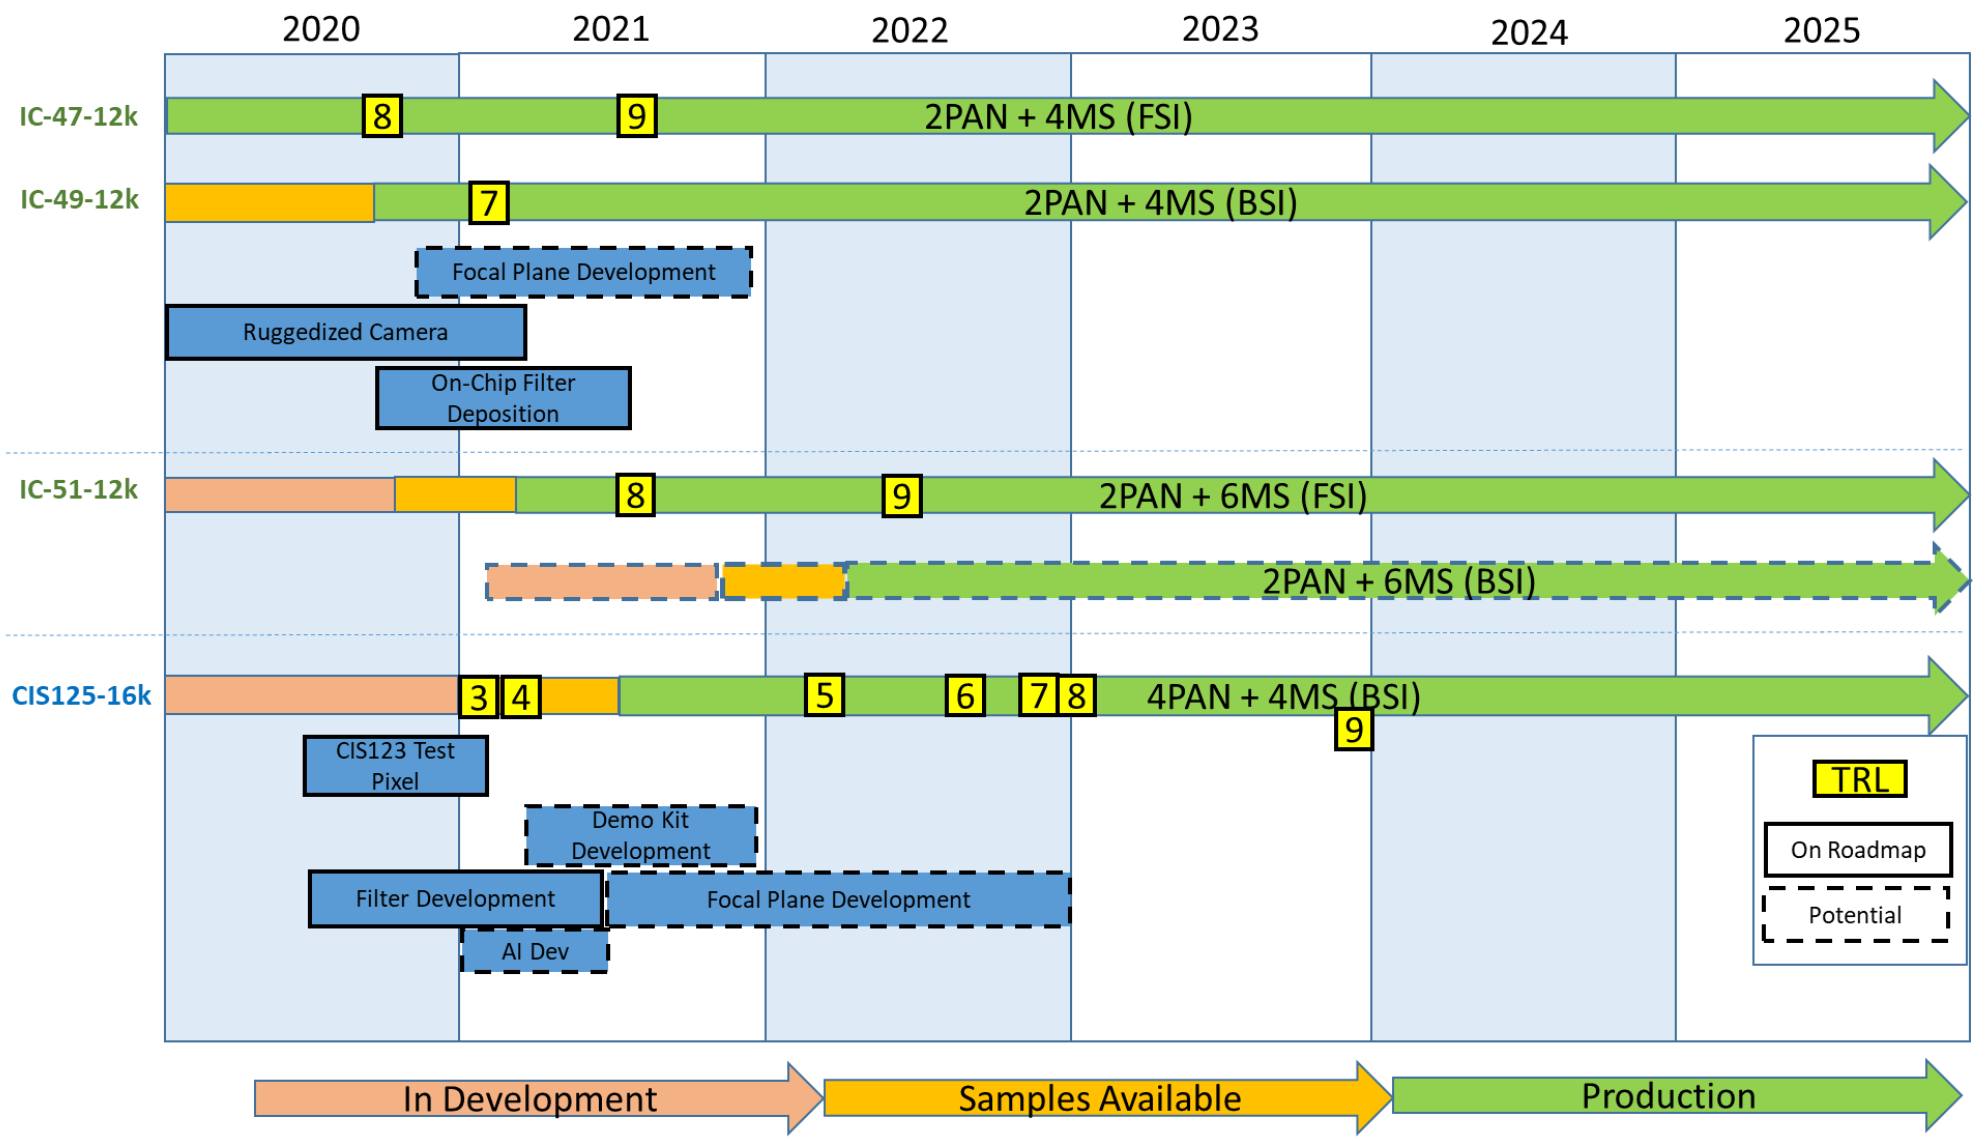 2020 2021 2022 2023 2024 2025
IC-47-12k 8 9 2PAN + 4MS (FSI)
IC-49-12k 7 2PAN + 4MS (BSI)
Focal Plane Development
Ruggedized Camera
On-Chip Filter
Deposition
IC-51-12k 8 9 2PAN + 6MS (FSI)
2PAN + 6MS (BSI)
CIS125-16k 3 4 5 6 7 8 4PAN + 4MS (BSI)
9
CIS123 Test
Pixel
TRL
Demo Kit
Development
On Roadmap
Filter Development Focal Plane Development
Potential
AI Dev
In Development Samples Available Production